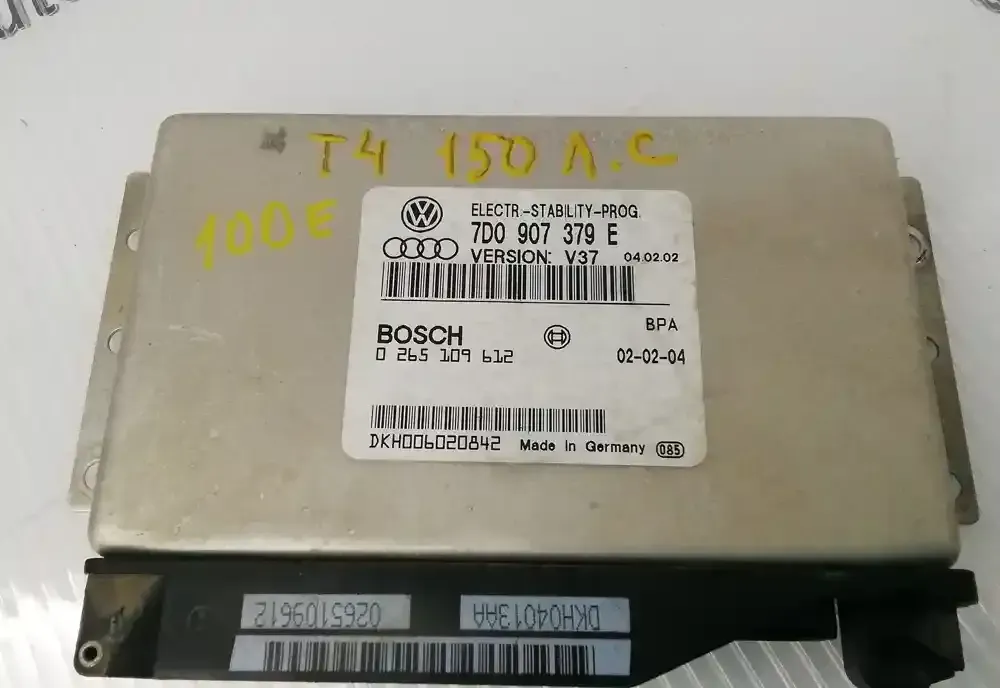 T4 150 Л.С
100E
ELECTR.-STABILITY-PROG.
7D0 907 379 E
VERSION: V37 04.02.02
BPA
BOSCH
0 265 109 612 02-02-04
DKH006020842 Made in Germany 085
0265109612 DKH04013AA